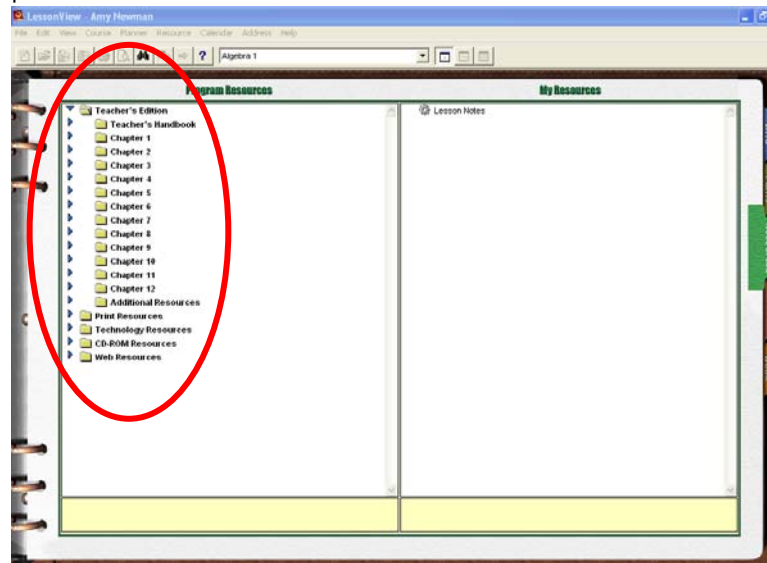 LessonView - Amy Newman
File Edit View Course Planner Resource Calendar Address Help
? Algebra 1
Program Resources My Resources
Teacher's Edition
Teacher's Handbook
Chapter 1
Chapter 2
Chapter 3
Chapter 4
Chapter 5
Chapter 6
Chapter 7
Chapter 8
Chapter 9
Chapter 10
Chapter 11
Chapter 12
Additional Resources
Print Resources
Technology Resources
CD-ROM Resources
Web Resources
Lesson Notes